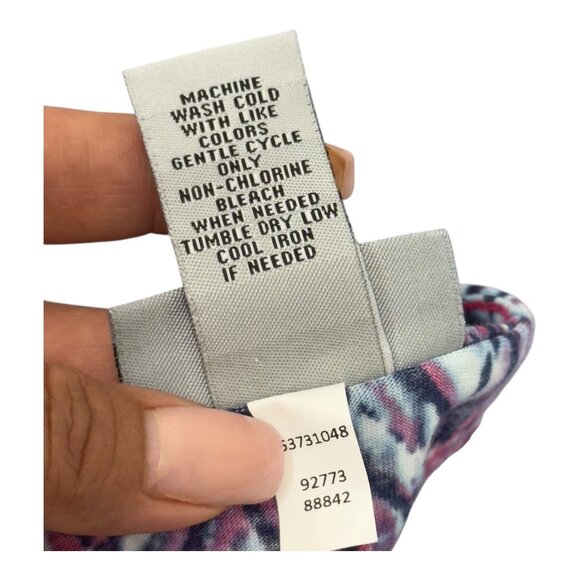 MACHINE
WASH COLD
WITH LIKE
COLORS
GENTLE CYCLE
ONLY
NON-CHLORINE
BLEACH
WHEN NEEDED
TUMBLE DRY LOW
COOL IRON
IF NEEDED
53731048
92773
88842